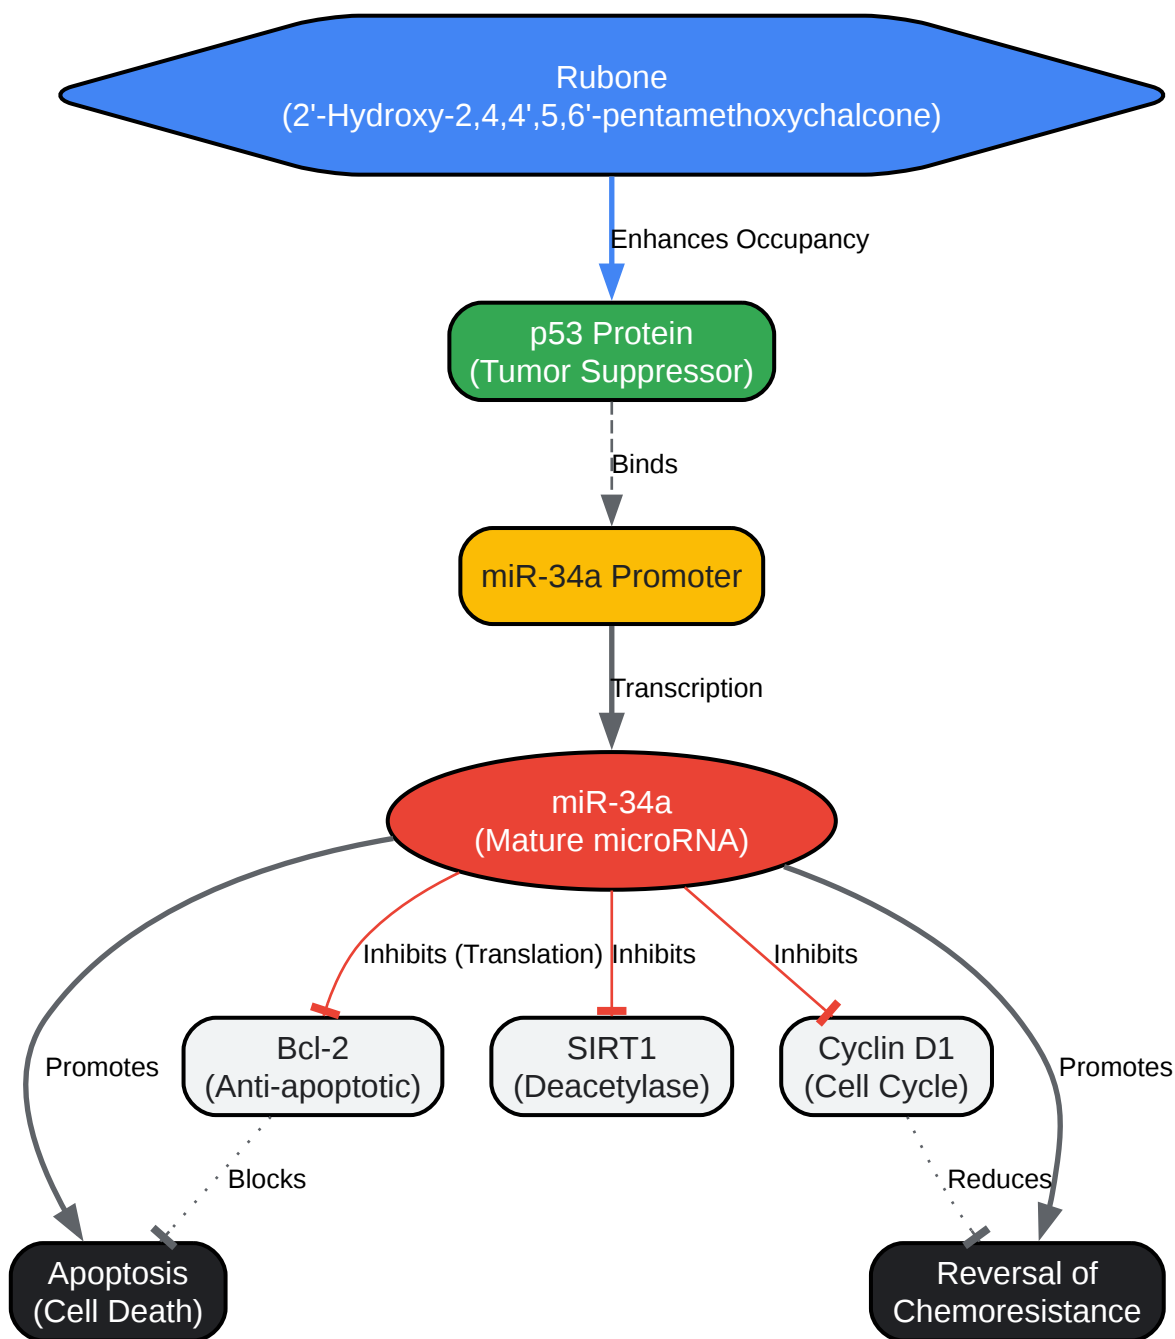 Rubone
(2'-Hydroxy-2,4,4',5,6'-pentamethoxychalcone)
Enhances Occupancy
p53 Protein
(Tumor Suppressor)
Binds
miR-34a Promoter
Transcription
miR-34a
(Mature microRNA)
Inhibits (Translation)
Inhibits
Inhibits
Bcl-2
(Anti-apoptotic)
SIRT1
(Deacetylase)
Cyclin D1
(Cell Cycle)
Promotes
Promotes
Blocks
Reduces
Apoptosis
(Cell Death)
Reversal of
Chemoresistance